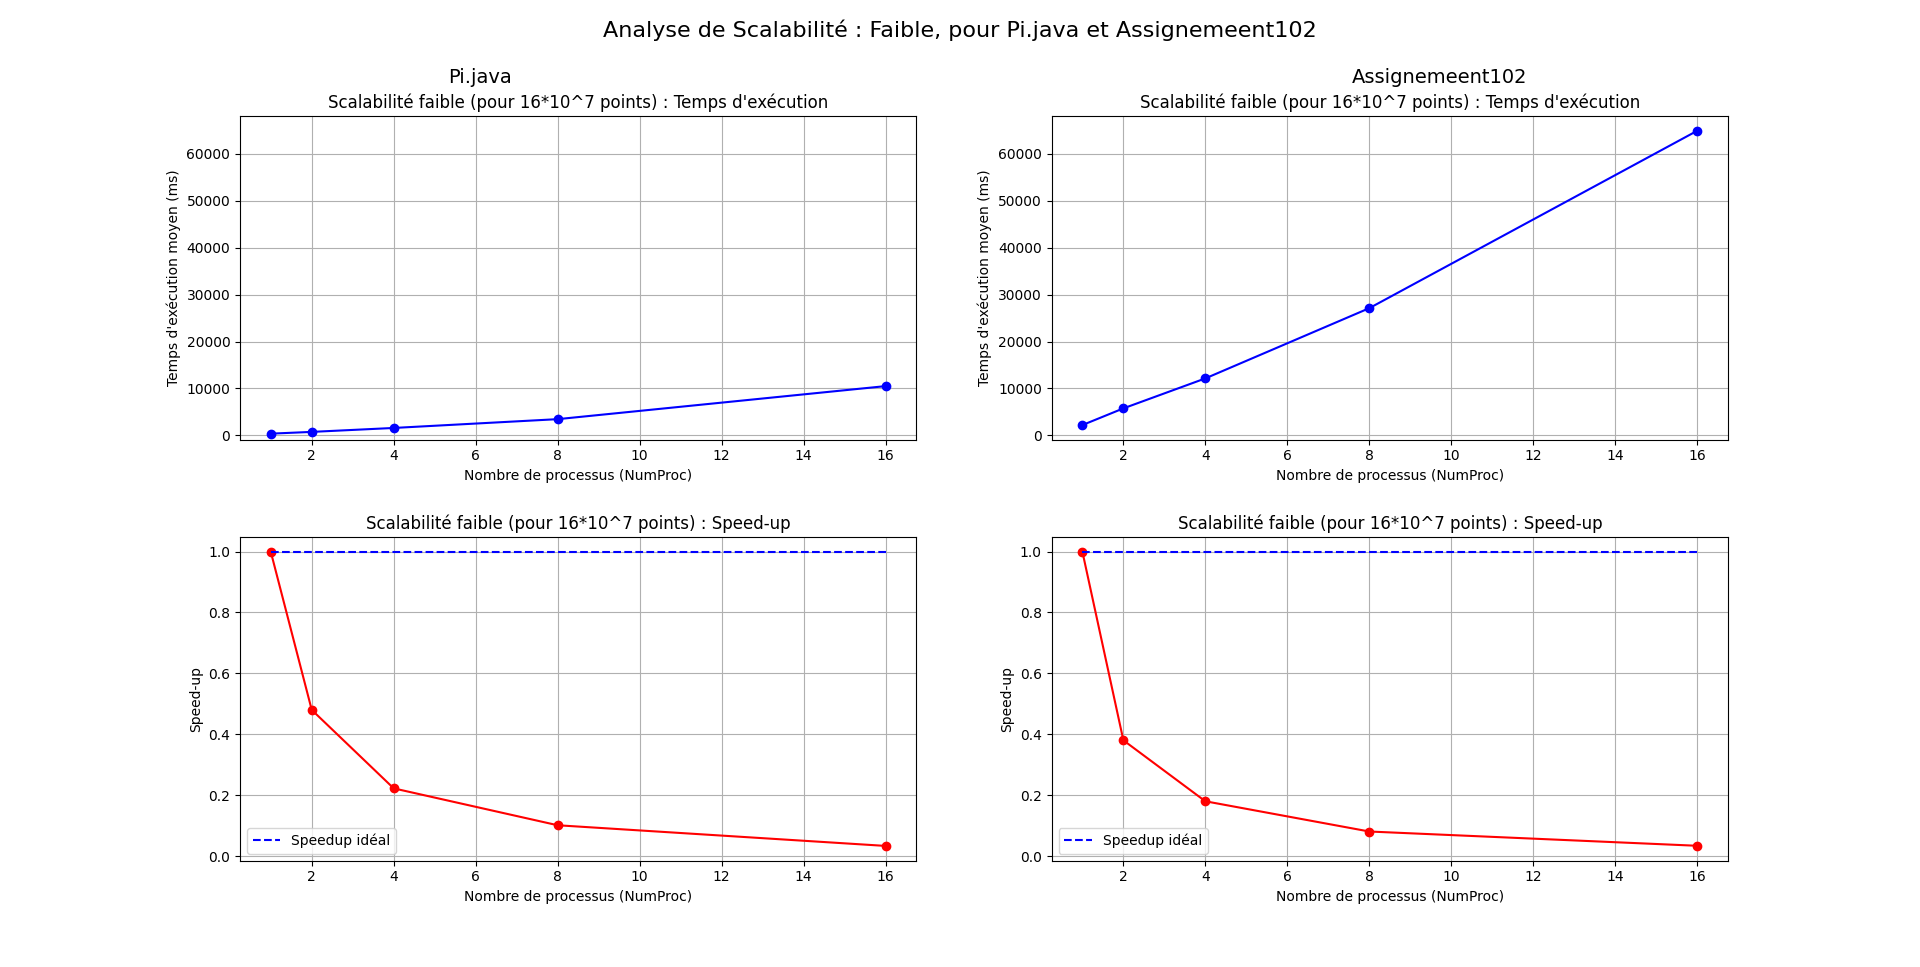 Analyse de Scalabilité : Faible, pour Pi.java et Assignemeent102
Pi.java
Scalabilité faible (pour 16*10^7 points) : Temps d'exécution
Temps d'exécution moyen (ms)
60000
50000
40000
30000
20000
10000
0
2 4 6 8 10 12 14 16
Nombre de processus (NumProc)
Assignemeent102
Scalabilité faible (pour 16*10^7 points) : Temps d'exécution
Temps d'exécution moyen (ms)
60000
50000
40000
30000
20000
10000
0
2 4 6 8 10 12 14 16
Nombre de processus (NumProc)
Scalabilité faible (pour 16*10^7 points) : Speed-up
Speed-up
1.0
0.8
0.6
0.4
0.2
0.0
Speedup idéal
2 4 6 8 10 12 14 16
Nombre de processus (NumProc)
Scalabilité faible (pour 16*10^7 points) : Speed-up
Speed-up
1.0
0.8
0.6
0.4
0.2
0.0
Speedup idéal
2 4 6 8 10 12 14 16
Nombre de processus (NumProc)